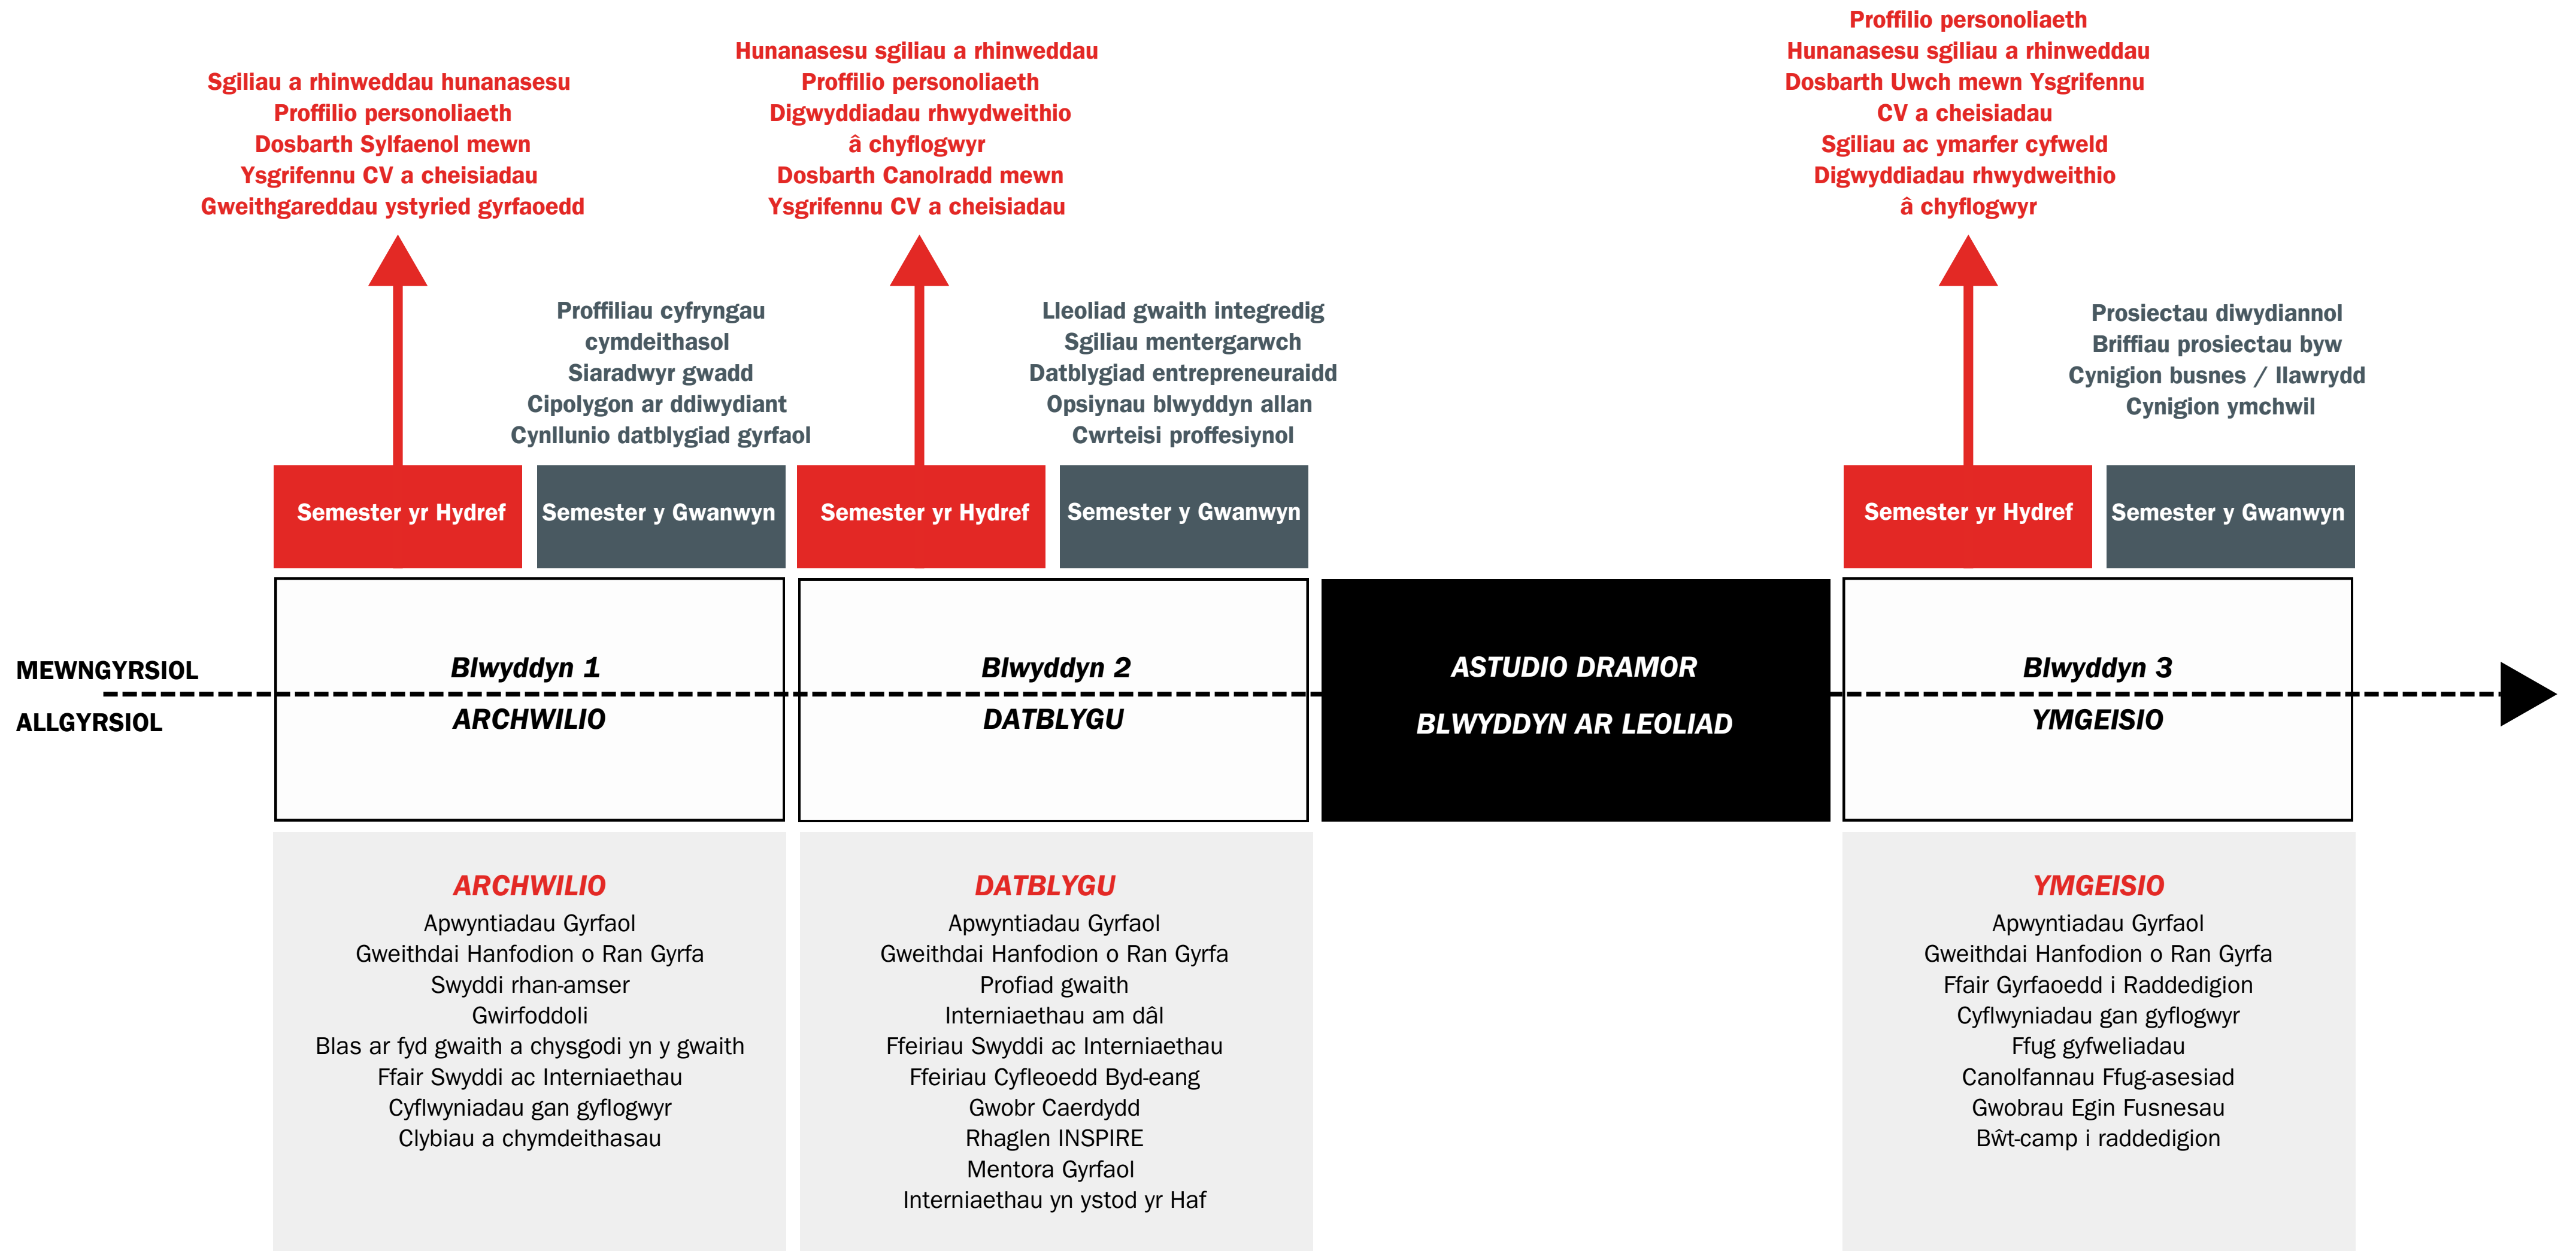 Sgiliau a rhinweddau hunanasesu
Proffilio personoliaeth
Dosbarth Sylfaenol mewn
Ysgrifennu CV a cheisiadau
Gweithgareddau ystyried gyrfaoedd
Hunanasesu sgiliau a rhinweddau
Proffilio personoliaeth
Digwyddiadau rhwydweithio
â chyflogwyr
Dosbarth Canolradd mewn
Ysgrifennu CV a cheisiadau
Proffilio personoliaeth
Hunanasesu sgiliau a rhinweddau
Dosbarth Uwch mewn Ysgrifennu
CV a cheisiadau
Sgiliau ac ymarfer cyfweld
Digwyddiadau rhwydweithio
â chyflogwyr
Proffiliau cyfryngau
cymdeithasol
Siaradwyr gwadd
Cipolygon ar ddiwydiant
Cynllunio datblygiad gyrfaol
Lleoliad gwaith integredig
Sgiliau mentergarwch
Datblygiad entrepreneuraidd
Opsiynau blwyddyn allan
Cwrteisi proffesiynol
Prosiectau diwydiannol
Briffiau prosiectau byw
Cynigion busnes / llawrydd
Cynigion ymchwil
Semester yr Hydref
Semester y Gwanwyn
Semester yr Hydref
Semester y Gwanwyn
Semester yr Hydref
Semester y Gwanwyn
MEWNGYRSIOL
ALLGYRSIOL
Blwyddyn 1
ARCHWILIO
Blwyddyn 2
DATBLYGU
ASTUDIO DRAMOR
BLWYDDYN AR LEOLIAD
Blwyddyn 3
YMGEISIO
ARCHWILIO
Apwyntiadau Gyrfaol
Gweithdai Hanfodion o Ran Gyrfa
Swyddi rhan-amser
Gwirfoddoli
Blas ar fyd gwaith a chysgodi yn y gwaith
Ffair Swyddi ac Interniaethau
Cyflwyniadau gan gyflogwyr
Clybiau a chymdeithasau
DATBLYGU
Apwyntiadau Gyrfaol
Gweithdai Hanfodion o Ran Gyrfa
Profiad gwaith
Interniaethau am dâl
Ffeiriau Swyddi ac Interniaethau
Ffeiriau Cyfleoedd Byd-eang
Gwobr Caerdydd
Rhaglen INSPIRE
Mentora Gyrfaol
Interniaethau yn ystod yr Haf
YMGEISIO
Apwyntiadau Gyrfaol
Gweithdai Hanfodion o Ran Gyrfa
Ffair Gyrfaoedd i Raddedigion
Cyflwyniadau gan gyflogwyr
Ffug gyfweliadau
Canolfannau Ffug-asesiad
Gwobrau Egin Fusnesau
Bŵt-camp i raddedigion